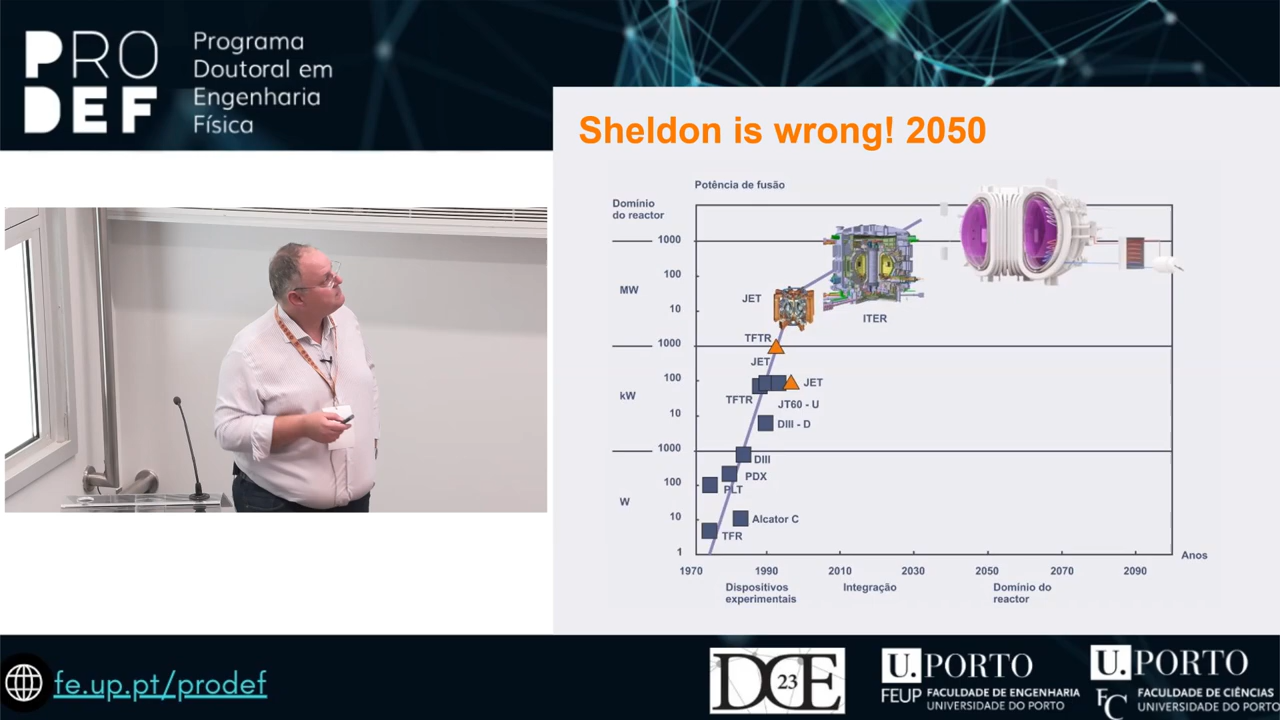 PRO
DEF
Programa
Doutoral em
Engenharia
Física
Sheldon is wrong! 2050
Potência de fusão
Domínio
do reactor
1000
100
MW
10
JET
ITER
TFTR
1000
JET
100
JET
kW
TFTR
JT60 - U
10
DIII - D
1000
DIII
PDX
100
PLT
W
10
Alcator C
TFR
1
Anos
1970
1990
2010
2030
2050
2070
2090
Dispositivos
experimentais
Integração
Domínio do
reactor
fe.up.pt/prodef
DCE
23
U.PORTO
FEUP FACULDADE DE ENGENHARIA
UNIVERSIDADE DO PORTO
U.PORTO
FC FACULDADE DE CIÊNCIAS
UNIVERSIDADE DO PORTO